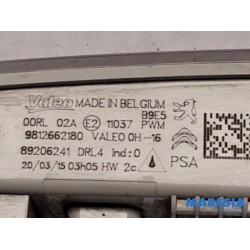 Valeo MADE IN BELGIUM
B9E5
00RL 02A E2 11037 PWM
9812662180 VALEO 0H-16
89206241 DRL4 Ind:0
PSA
20/03/15 03h05 HW 2c
MARESIA